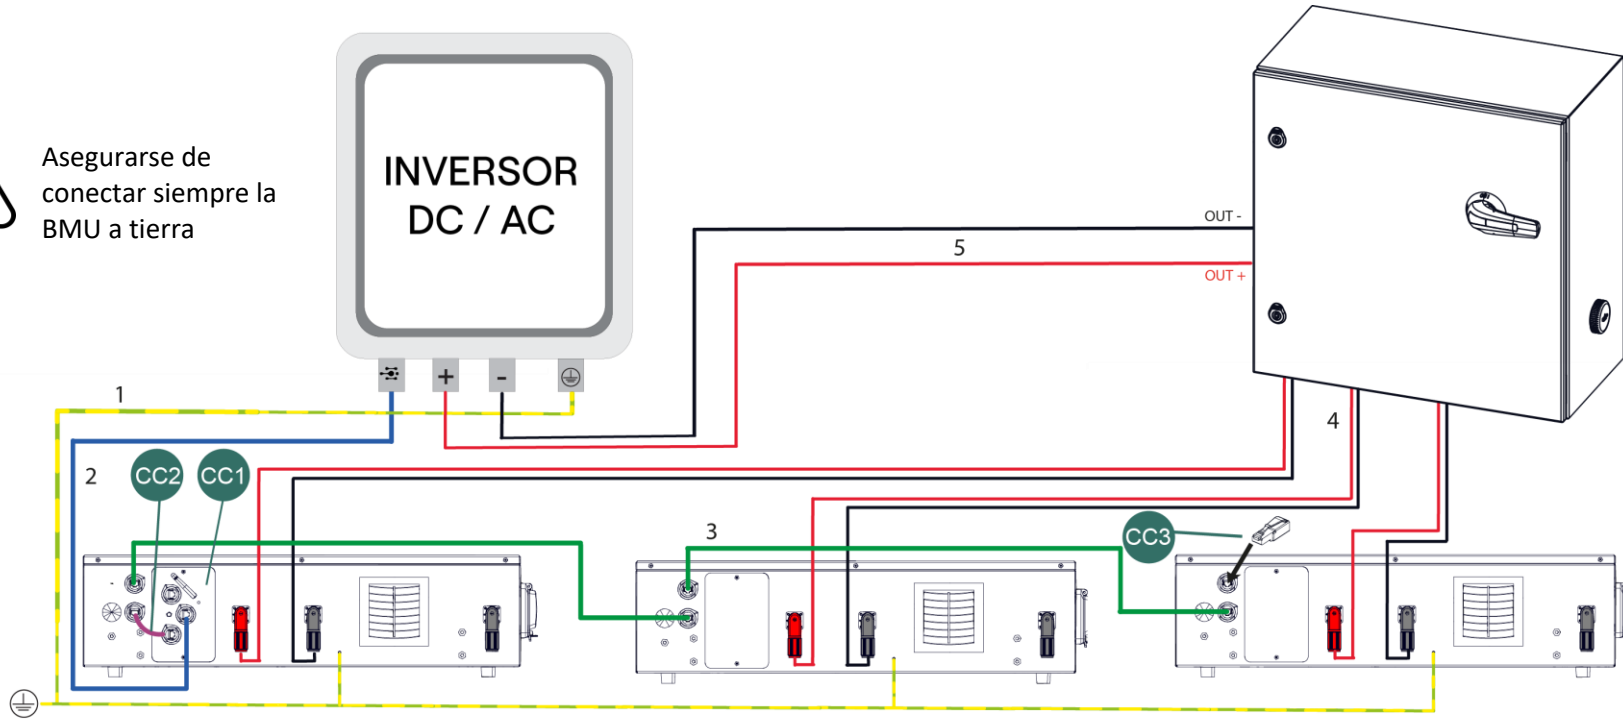 Asegurarse de
conectar siempre la
BMU a tierra
INVERSOR
DC / AC
OUT -
OUT +
5
+
-
1
2
CC2
CC1
3
CC3
4